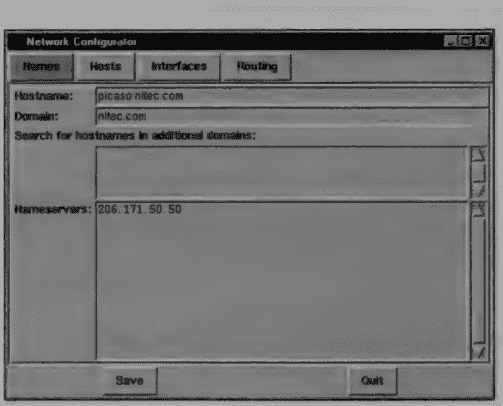 Network Configurator
Names Hosts Interfaces Routing
Hostname: picaso.nitec.com
Domain: nitec.com
Search for hostnames in additional domains:
Nameservers: 206.171.50.50
Save Quit